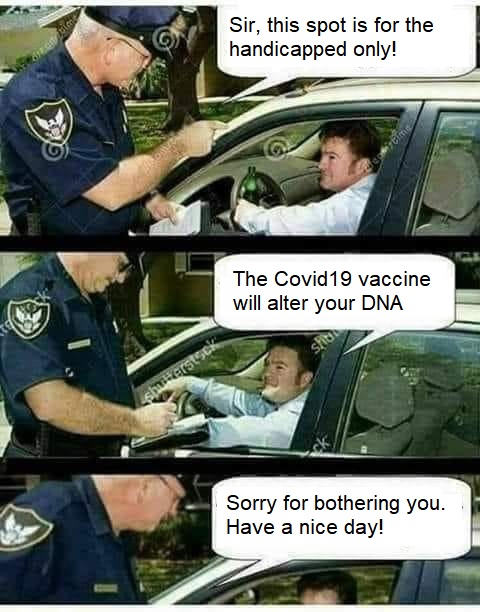 Sir, this spot is for the
handicapped only!
The Covid19 vaccine
will alter your DNA
shutterstock
Sorry for bothering you.
Have a nice day!